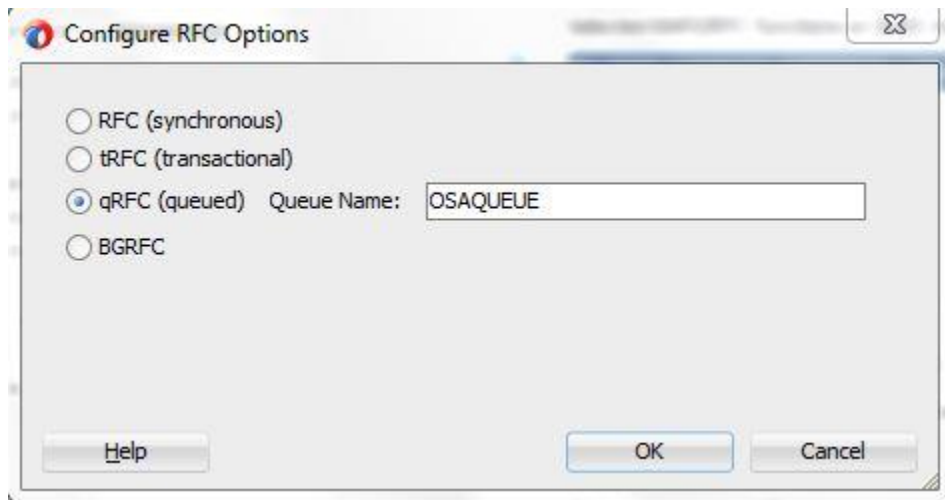 Configure RFC Options
RFC (synchronous)
tRFC (transactional)
qRFC (queued) Queue Name: OSAQUEUE
BGRFC
Help OK Cancel